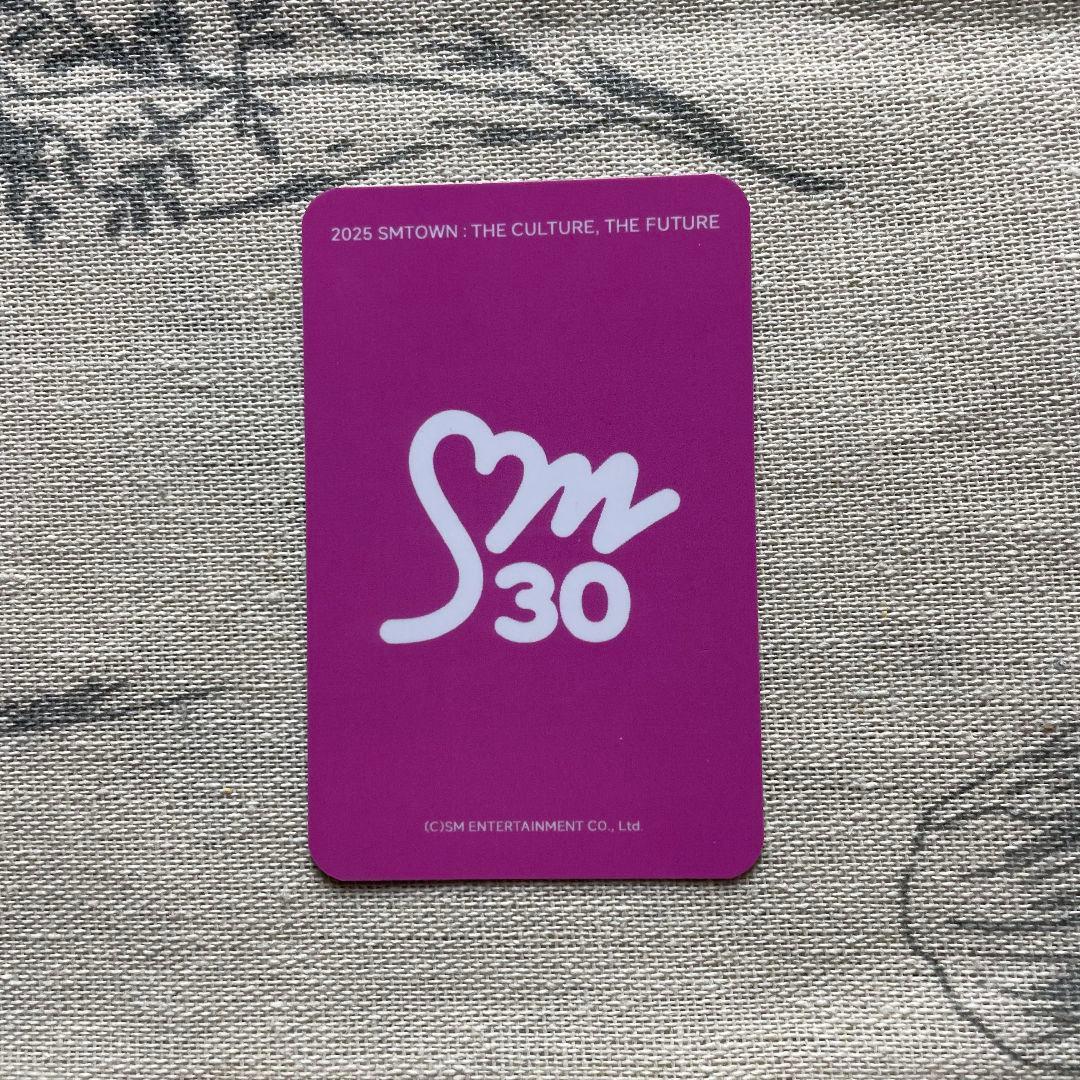 2025 SMTOWN : THE CULTURE, THE FUTURE
Sm
30
(C)SM ENTERTAINMENT CO., Ltd.